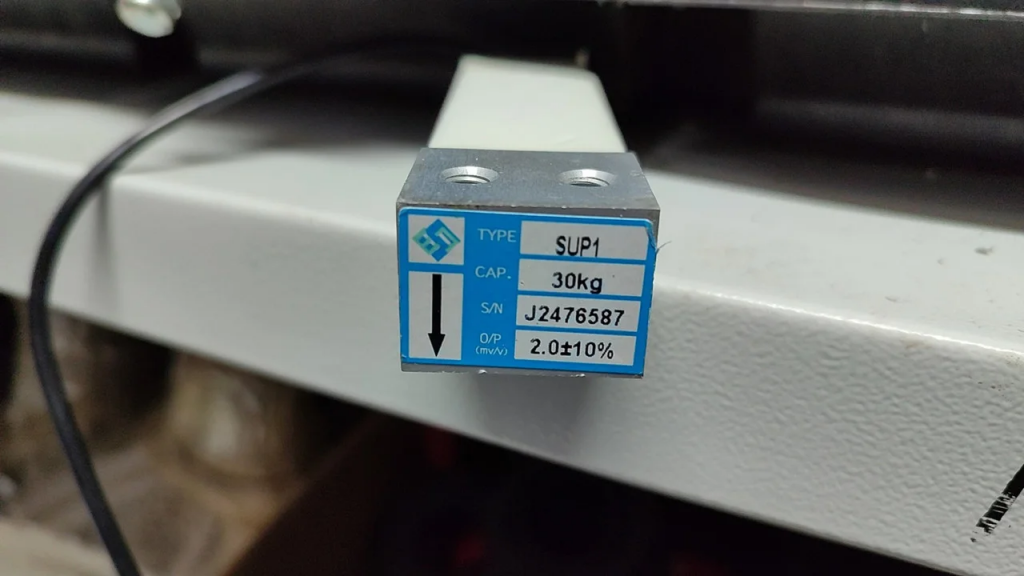 TYPE SUP1
CAP. 30kg
S/N J2476587
O/P (mv/v) 2.0±10%